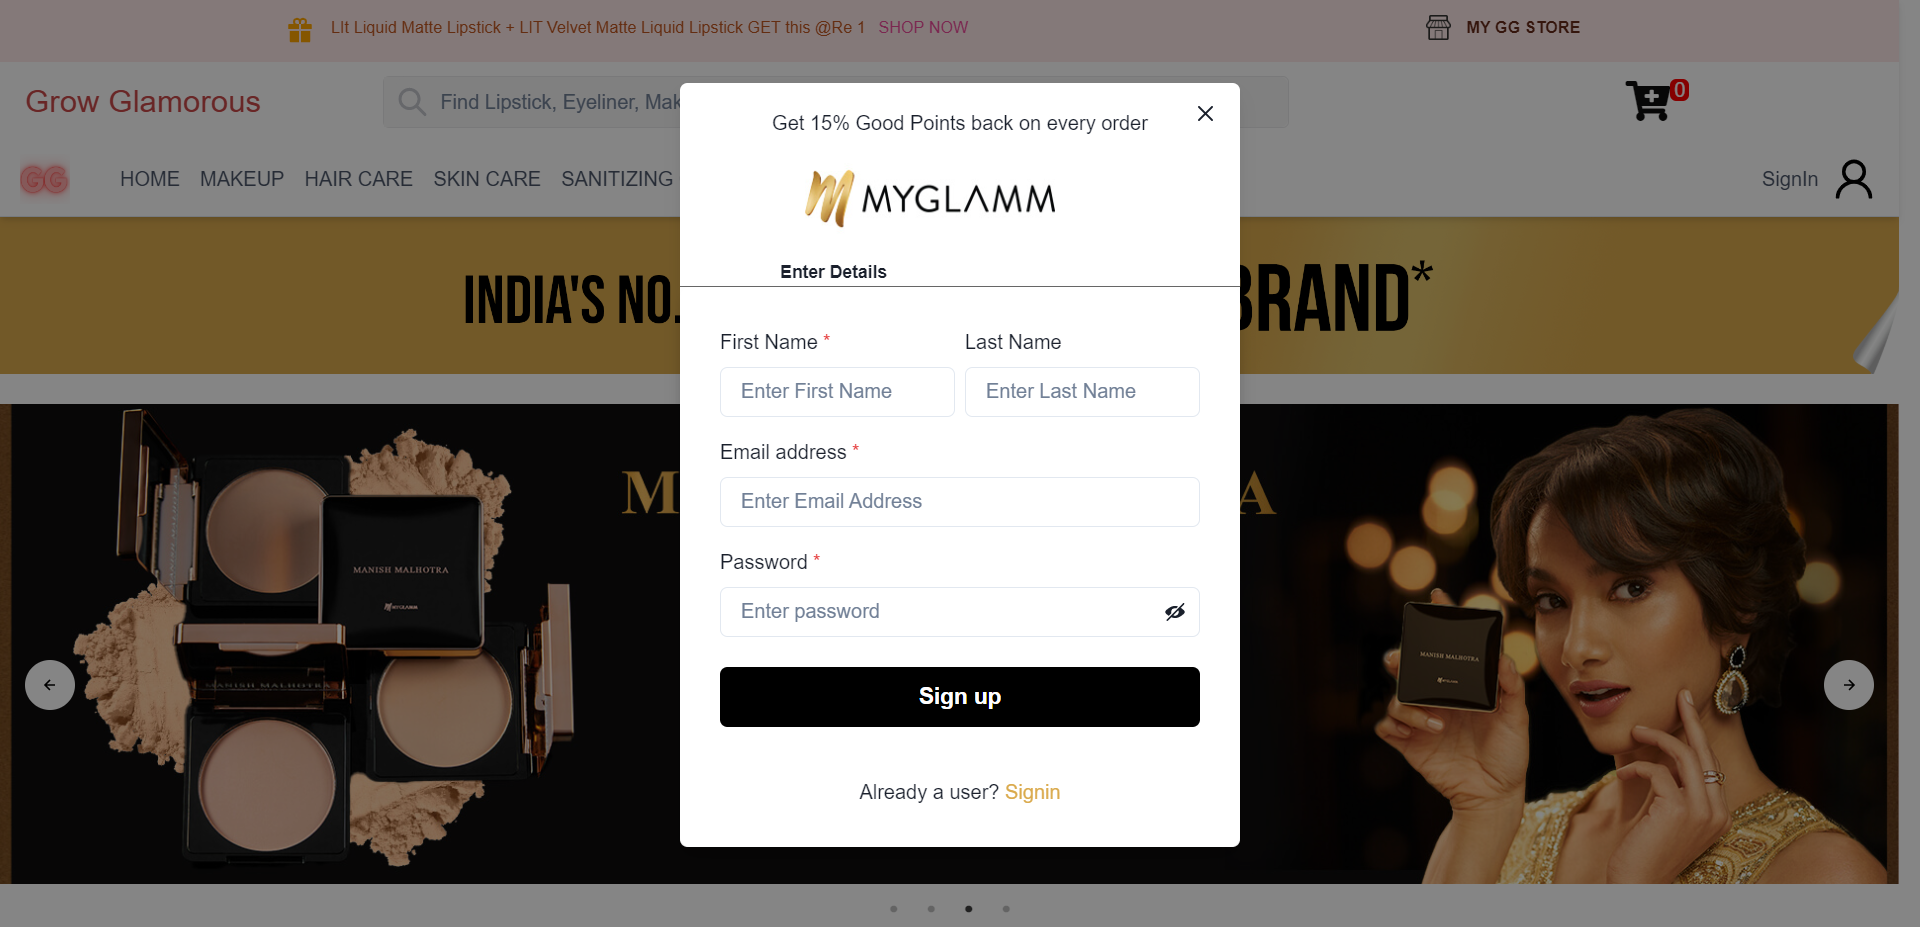 LIt Liquid Matte Lipstick + LIT Velvet Matte Liquid Lipstick GET this @Re 1 SHOP NOW
MY GG STORE
Grow Glamorous
Find Lipstick, Eyeliner, Mak
0
GG
HOME MAKEUP HAIR CARE SKIN CARE SANITIZING
SignIn
Get 15% Good Points back on every order
MYGLAMM
Enter Details
INDIA'S NO.
BRAND*
First Name *
Last Name
Enter First Name
Enter Last Name
Email address *
Enter Email Address
Password *
Enter password
Sign up
Already a user? Signin
M
A
MANISH MALHOTRA
MYGLAMM
MANISH MALHOTRA
MANISH MALHOTRA
MYGLAMM